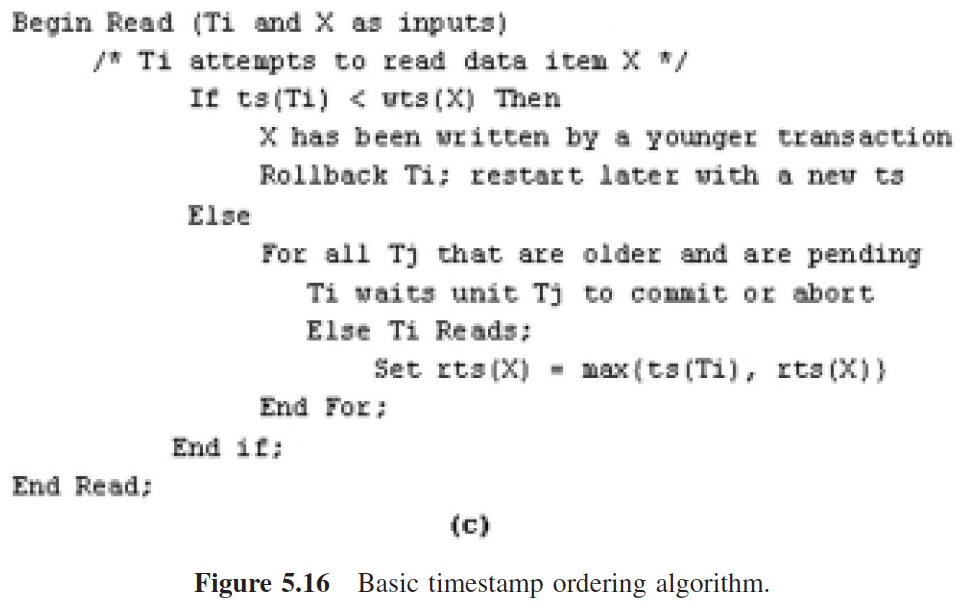 Begin Read (Ti and X as inputs)
/* Ti attempts to read data item X */
If ts(Ti) < wts(X) Then
X has been written by a younger transaction
Rollback Ti; restart later with a new ts
Else
For all Tj that are older and are pending
Ti waits unit Tj to commit or abort
Else Ti Reads;
Set rts(X) = max{ts(Ti), rts(X)}
End For;
End if;
End Read;
(c)
Figure 5.16 Basic timestamp ordering algorithm.